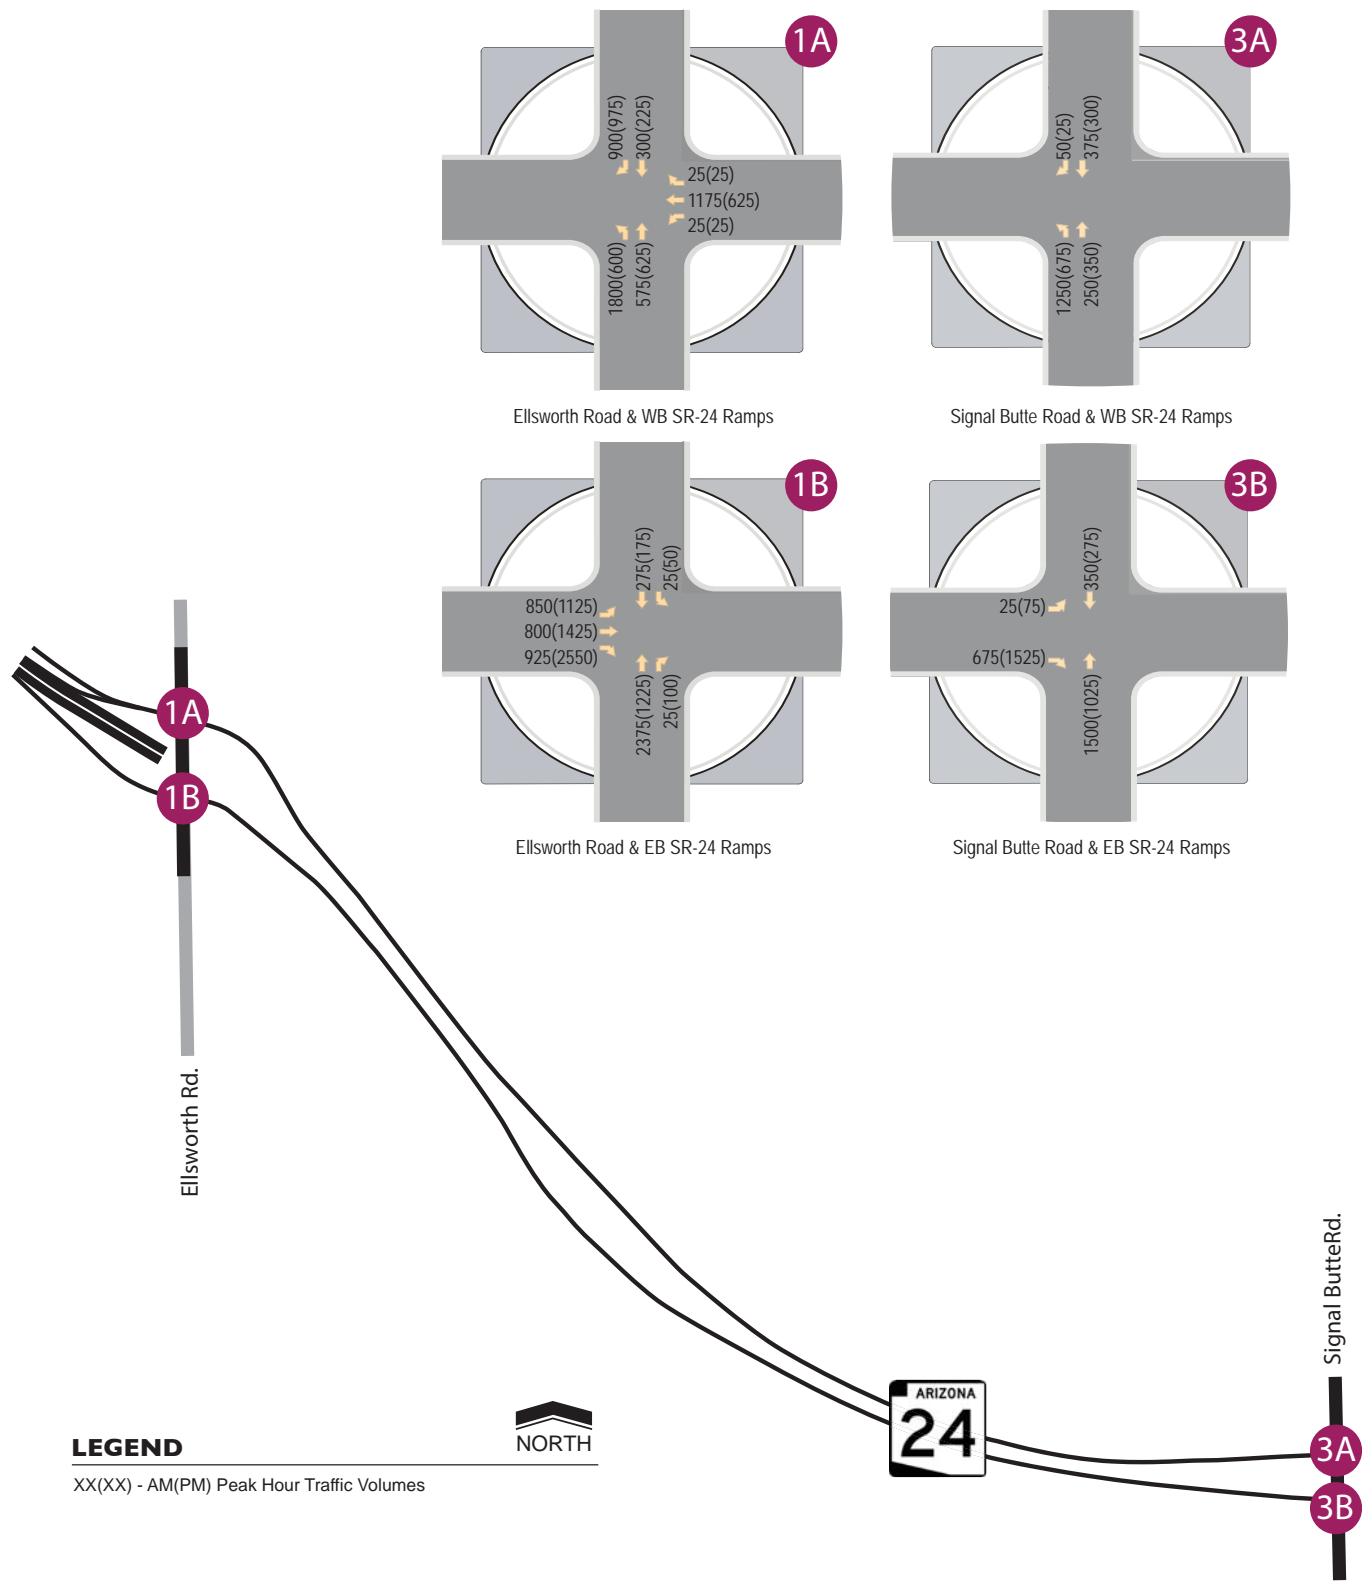 1A
900(975)
300(225)
25(25)
1175(625)
25(25)
1800(600)
575(625)
Ellsworth Road & WB SR-24 Ramps
3A
50(25)
375(300)
1250(675)
250(350)
Signal Butte Road & WB SR-24 Ramps
1B
275(175)
25(50)
850(1125)
800(1425)
925(2550)
2375(1225)
25(100)
Ellsworth Road & EB SR-24 Ramps
3B
350(275)
25(75)
675(1525)
1500(1025)
Signal Butte Road & EB SR-24 Ramps
1A
1B
Ellsworth Rd.
Signal ButteRd.
ARIZONA
24
3A
3B
NORTH
LEGEND
XX(XX) - AM(PM) Peak Hour Traffic Volumes